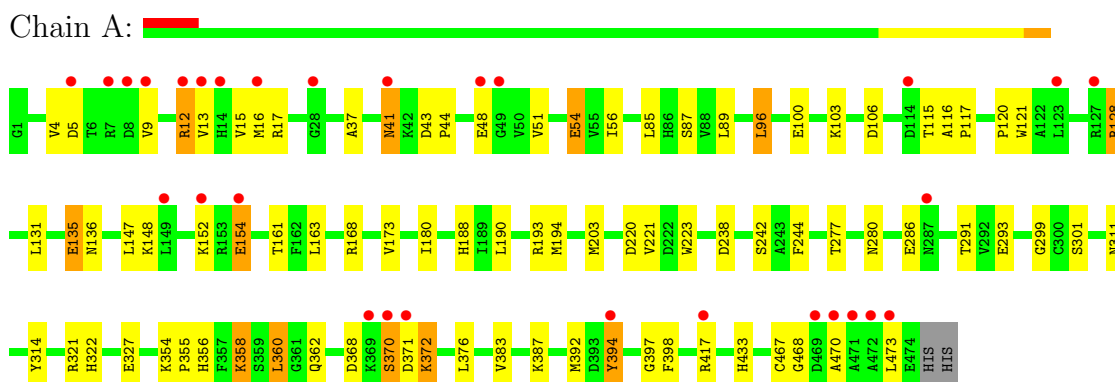 Chain A:
G1 V4 D5 T6 R7 D8 V9 R12 V13 H14 V15 M16 R17 G28 A37 N41 K42 D43 P44 E48 G49 V50 V51 E54 V55 I56 L85 H86 S87 V88 L89 L96 E100 K103 D106 D114 T115 A116 P117 P120 W121 A122 L123 R127
L131 E135 N136 L147 K148 L149 K152 R153 E154 T161 F162 L163 R168 V173 I180 H188 I189 L190 R193 M194 M203 D220 V221 D222 W223 D238 S242 A243 F244 T277 N280 E286 N287 T291 V292 E293 G299 C300 S301 N311
Y314 R321 H322 E327 K354 P355 H356 F357 K358 S359 L360 G361 Q362 D368 K369 S370 D371 K372 L376 V383 K387 M392 D393 Y394 G397 F398 R417 H433 C467 G468 D469 A470 A471 A472 L473 E474 HIS HIS